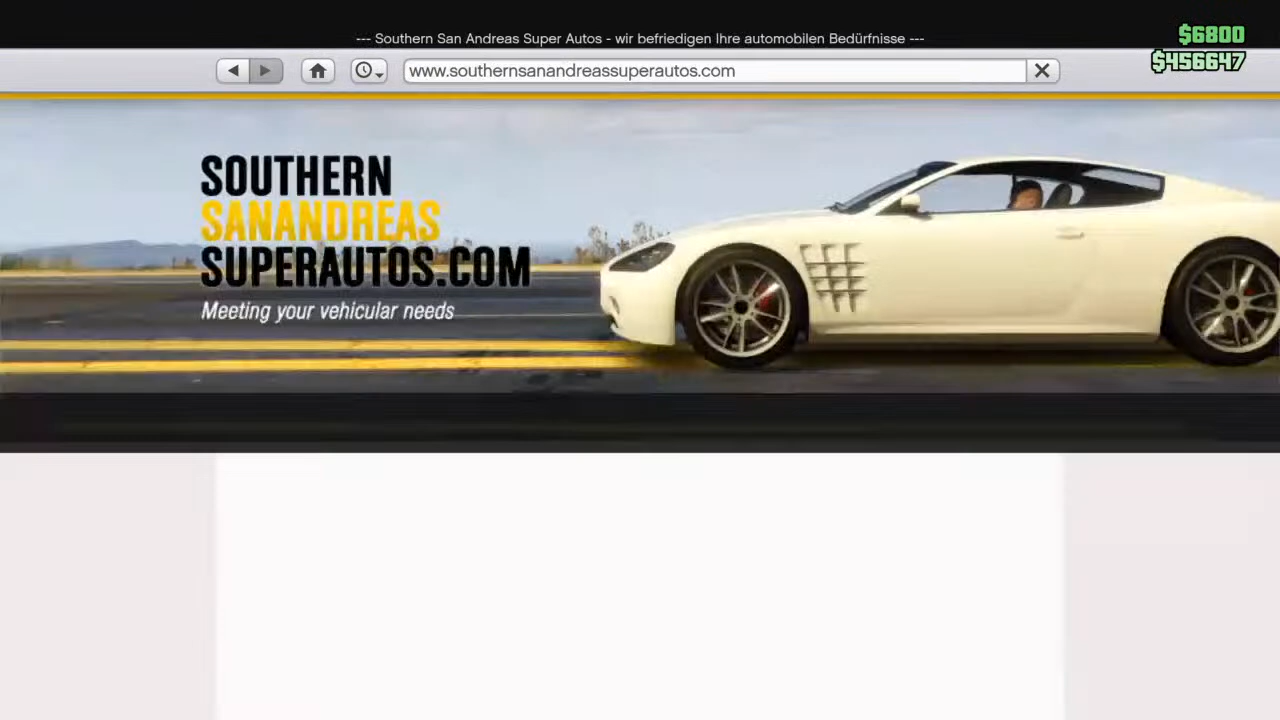 --- Southern San Andreas Super Autos - wir befriedigen Ihre automobilen Bedürfnisse ---
$6800
$456647
www.southernsanandreassuperautos.com
SOUTHERN
SANANDREAS
SUPERAUTOS.COM
Meeting your vehicular needs